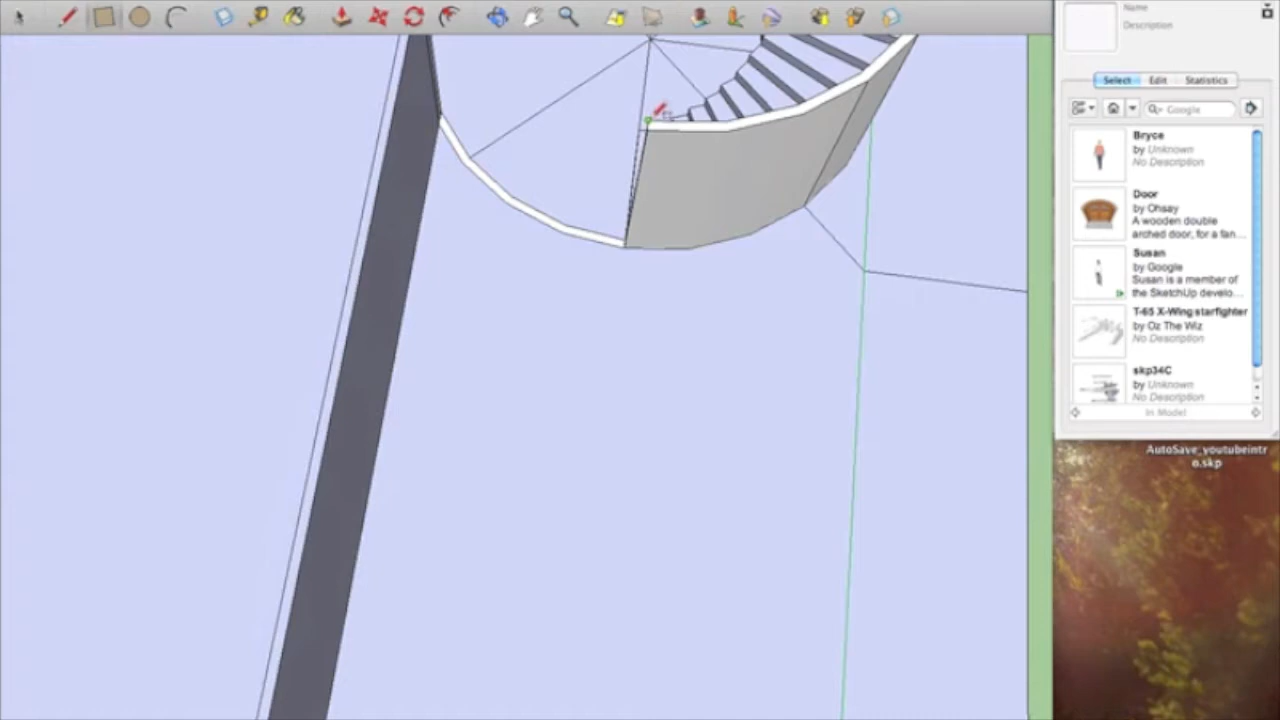 Name
Description
Select Edit Statistics
Google
Bryce
by Unknown
No Description
Door
by Ohsay
A wooden double
arched door, for a fan...
Susan
by Google
Susan is a member of
the SketchUp develo...
T-65 X-Wing starfighter
by Oz The Wiz
No Description
skp34C
by Unknown
No Description
In Model
AutoSave_youtubeintr
o.skp